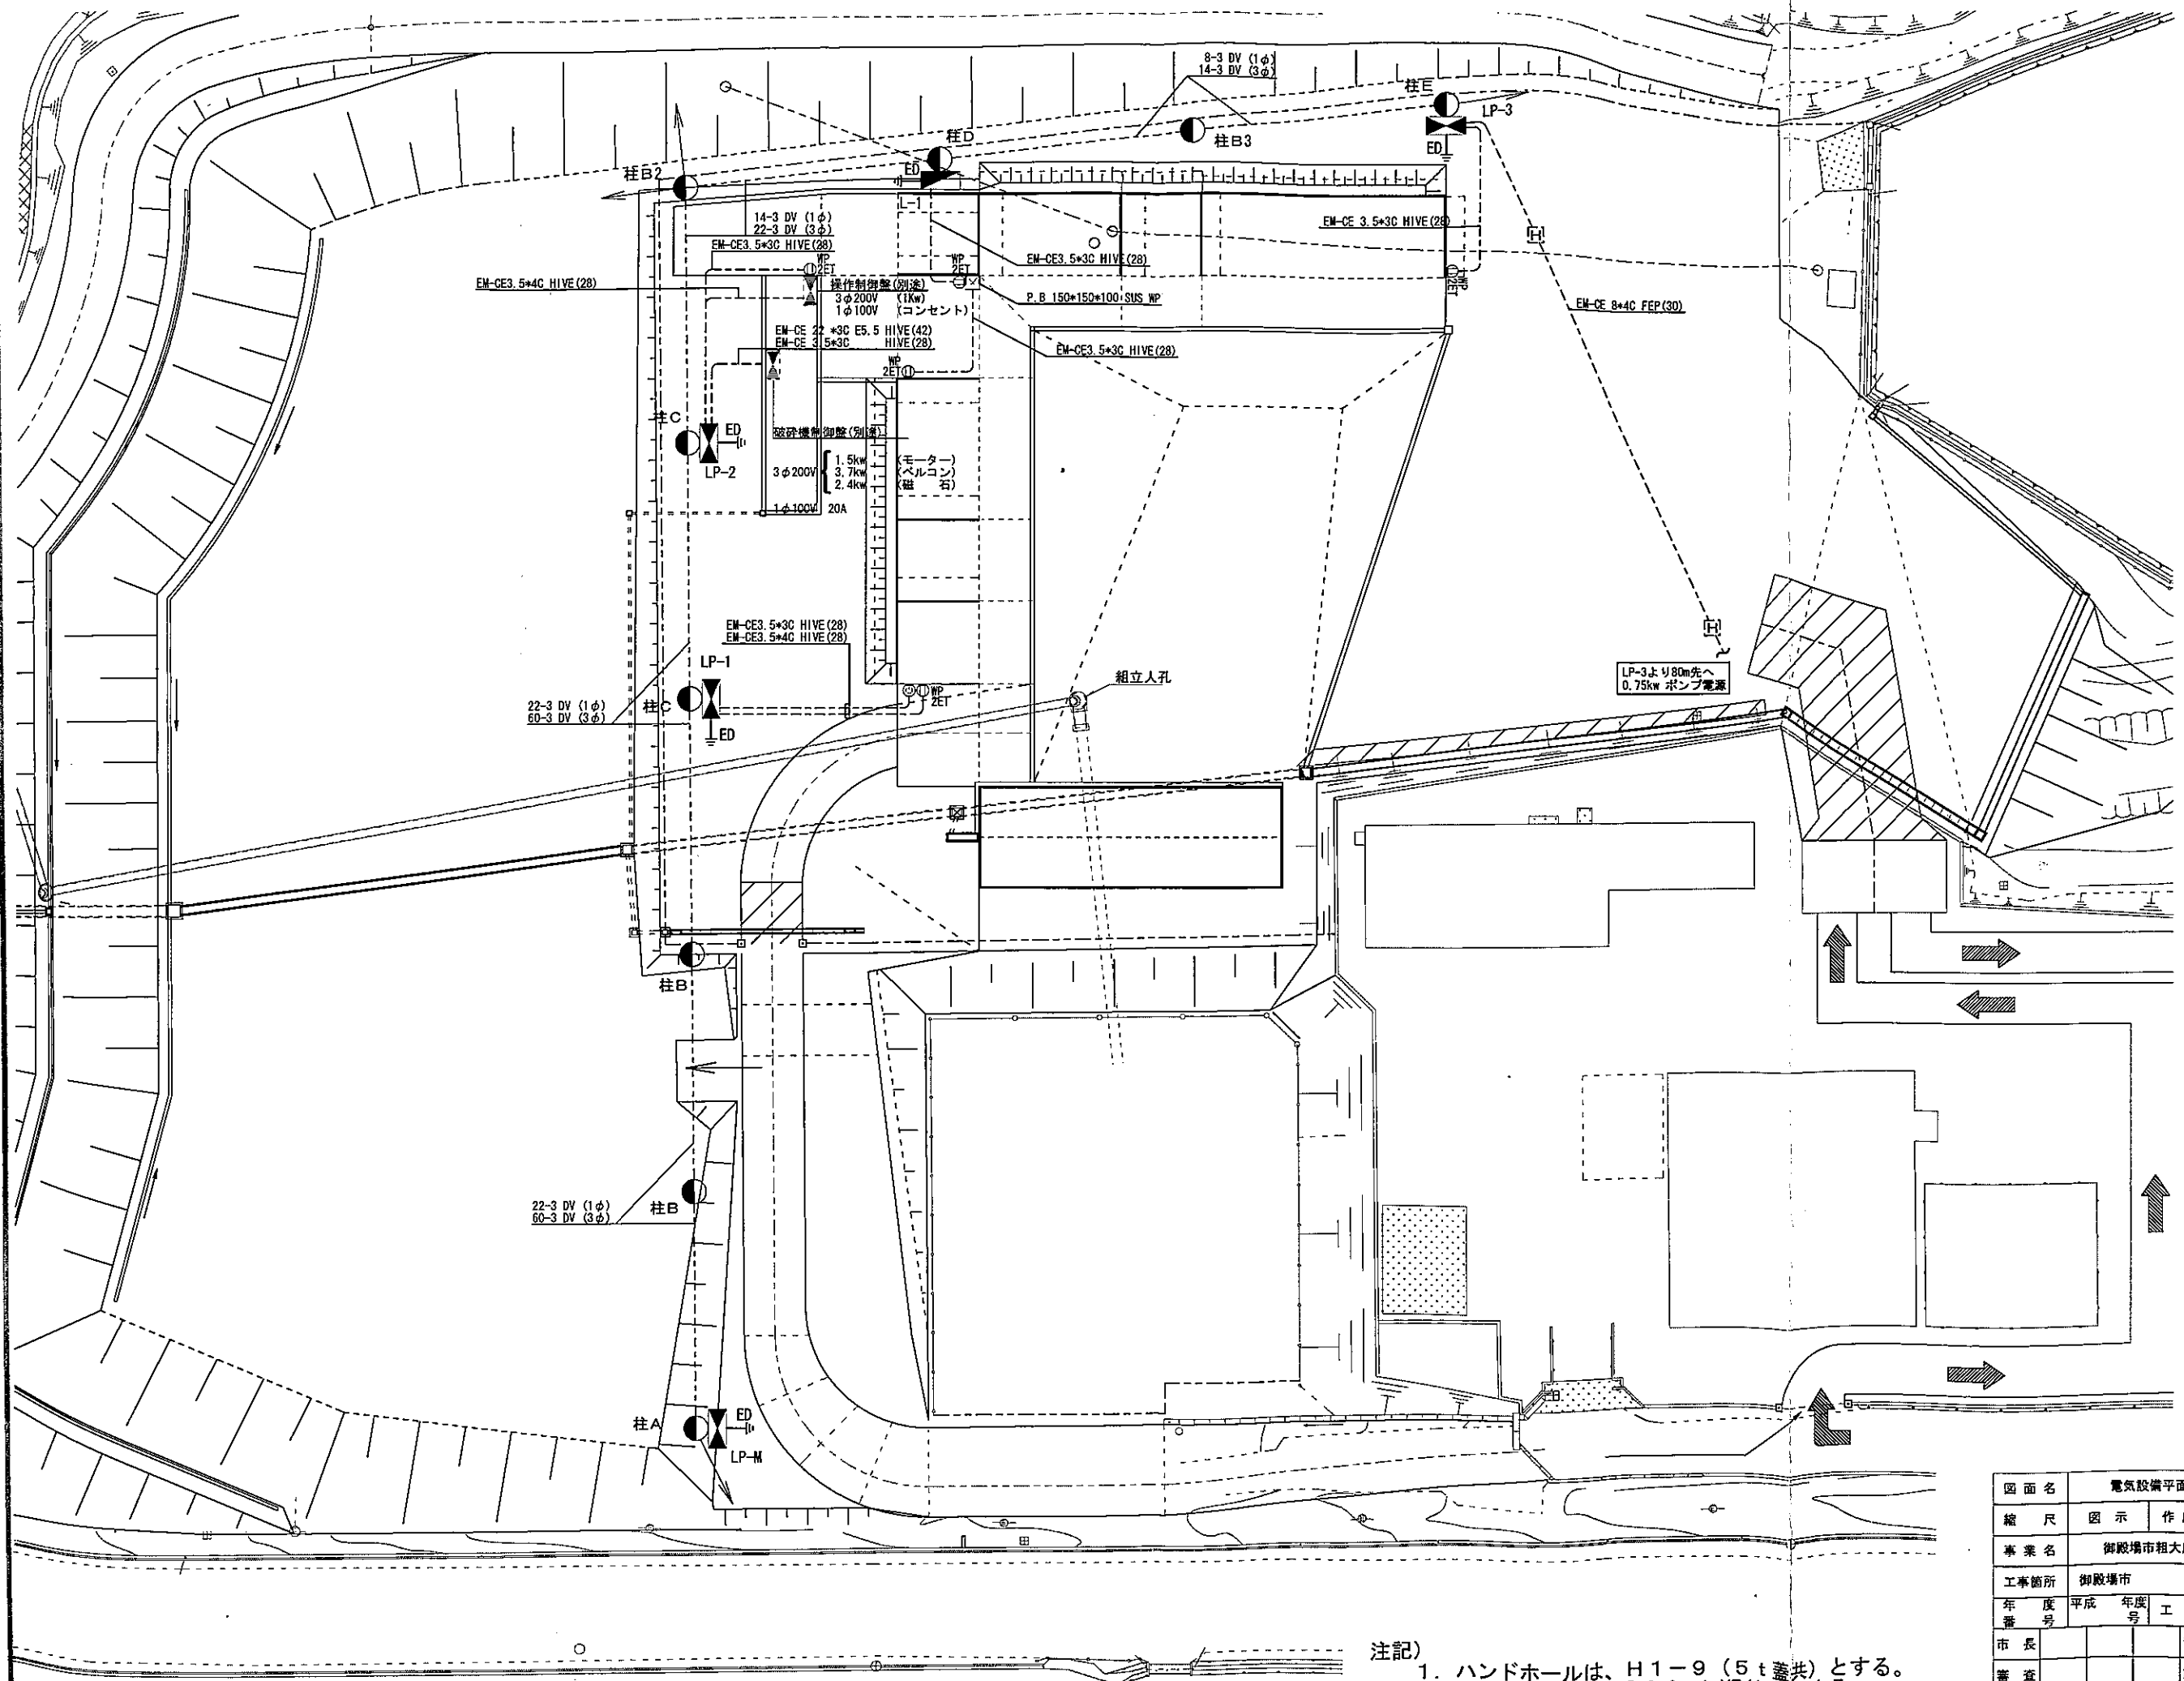 8-3 DV (1φ)
14-3 DV (3φ)
柱E
LP-3
ED
柱B3
柱D
ED
L-1
柱B2
14-3 DV (1φ)
22-3 DV (3φ)
EM-CE3.5*3C HIVE(28)
EM-CE3.5*4C HIVE(28)
WP
2ET
操作制御盤(別途)
3φ200V (1Kw)
1φ100V (コンセント)
EM-CE 22 *3C E5.5 HIVE(42)
EM-CE 3.5*3C HIVE(28)
WP
2ET
EM-CE3.5*3C HIVE(28)
P.B 150*150*100 SUS WP
EM-CE3.5*3C HIVE(28)
WP
2ET
EM-CE 3.5*3C HIVE(28)
WP
2ET
H
EM-CE 8*4C FEP(30)
柱C
ED
LP-2
破砕機制御盤(別途)
3φ200V
1.5kw (モーター)
3.7kw (ベルコン)
2.4kw (磁 石)
1φ100V 20A
EM-CE3.5*3C HIVE(28)
EM-CE3.5*4C HIVE(28)
LP-1
柱C
ED
WP
2ET
22-3 DV (1φ)
60-3 DV (3φ)
組立人孔
H
LP-3より80m先へ
0.75kw ポンプ電源
柱B
22-3 DV (1φ)
60-3 DV (3φ)
柱B
柱A
ED
LP-M
図面名 電気設備平面
縮 尺 図 示 作
事業名 御殿場市粗大
工事箇所 御殿場市
年 度 平成 年度 工
番 号 号
市 長
審 査
注記)
1. ハンドホールは、H1-9 (5t蓋共) とする。